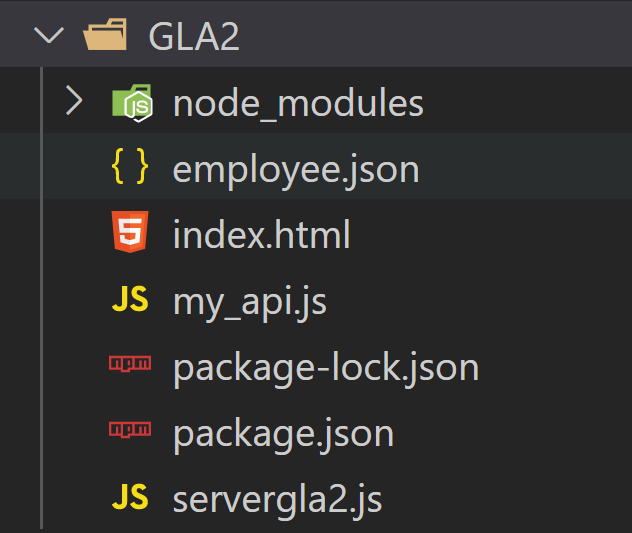 GLA2
node_modules
employee.json
index.html
my_api.js
package-lock.json
package.json
servergla2.js